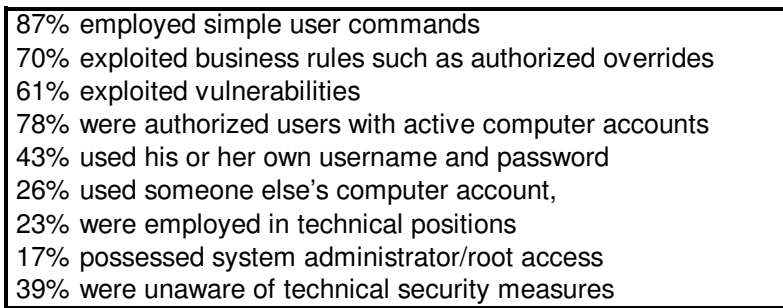 87% employed simple user commands
70% exploited business rules such as authorized overrides
61% exploited vulnerabilities
78% were authorized users with active computer accounts
43% used his or her own username and password
26% used someone else's computer account,
23% were employed in technical positions
17% possessed system administrator/root access
39% were unaware of technical security measures